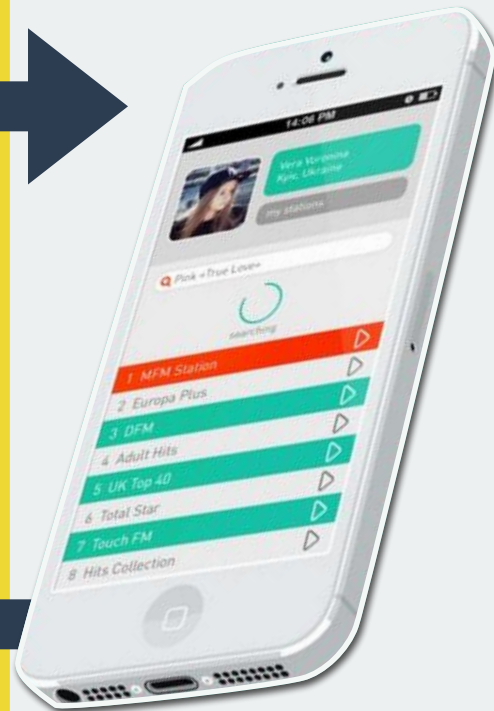 14:06 PM
Vera Voronina
Kyiv, Ukraine
my stations
Pink «True Love»
searching
1 MFM Station
2 Europa Plus
3 DFM
4 Adult Hits
5 UK Top 40
6 Total Star
7 Touch FM
8 Hits Collection